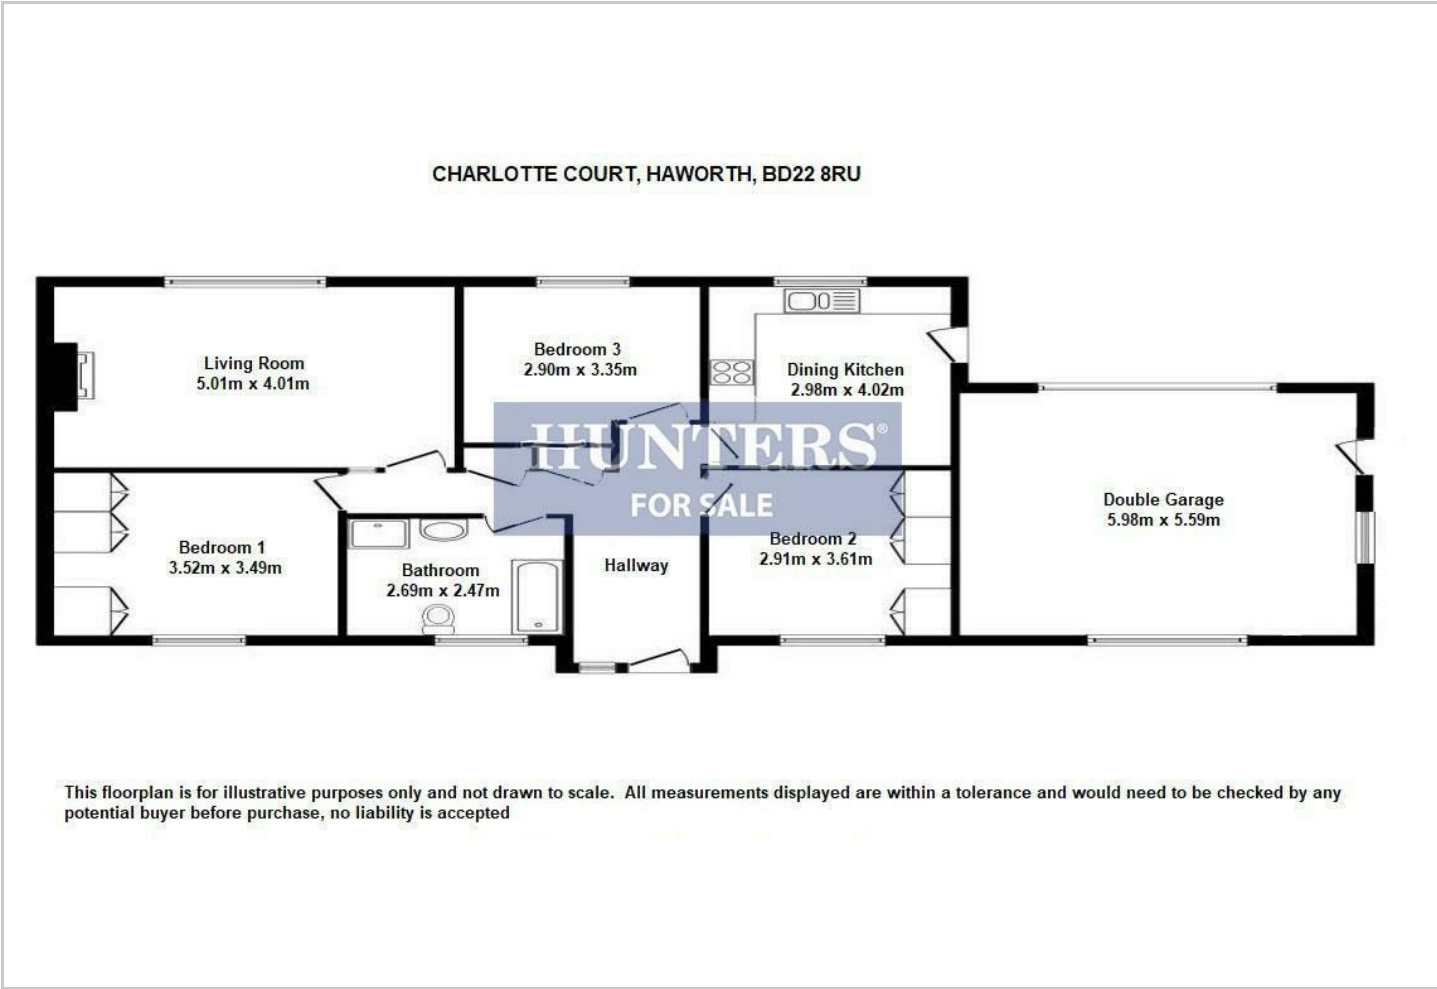 CHARLOTTE COURT, HAWORTH, BD22 8RU
Living Room
5.01m x 4.01m
Bedroom 3
2.90m x 3.35m
Dining Kitchen
2.98m x 4.02m
HUNTERS®
FOR SALE
Double Garage
5.98m x 5.59m
Bedroom 1
3.52m x 3.49m
Bathroom
2.69m x 2.47m
Hallway
Bedroom 2
2.91m x 3.61m
This floorplan is for illustrative purposes only and not drawn to scale.  All measurements displayed are within a tolerance and would need to be checked by any
potential buyer before purchase, no liability is accepted